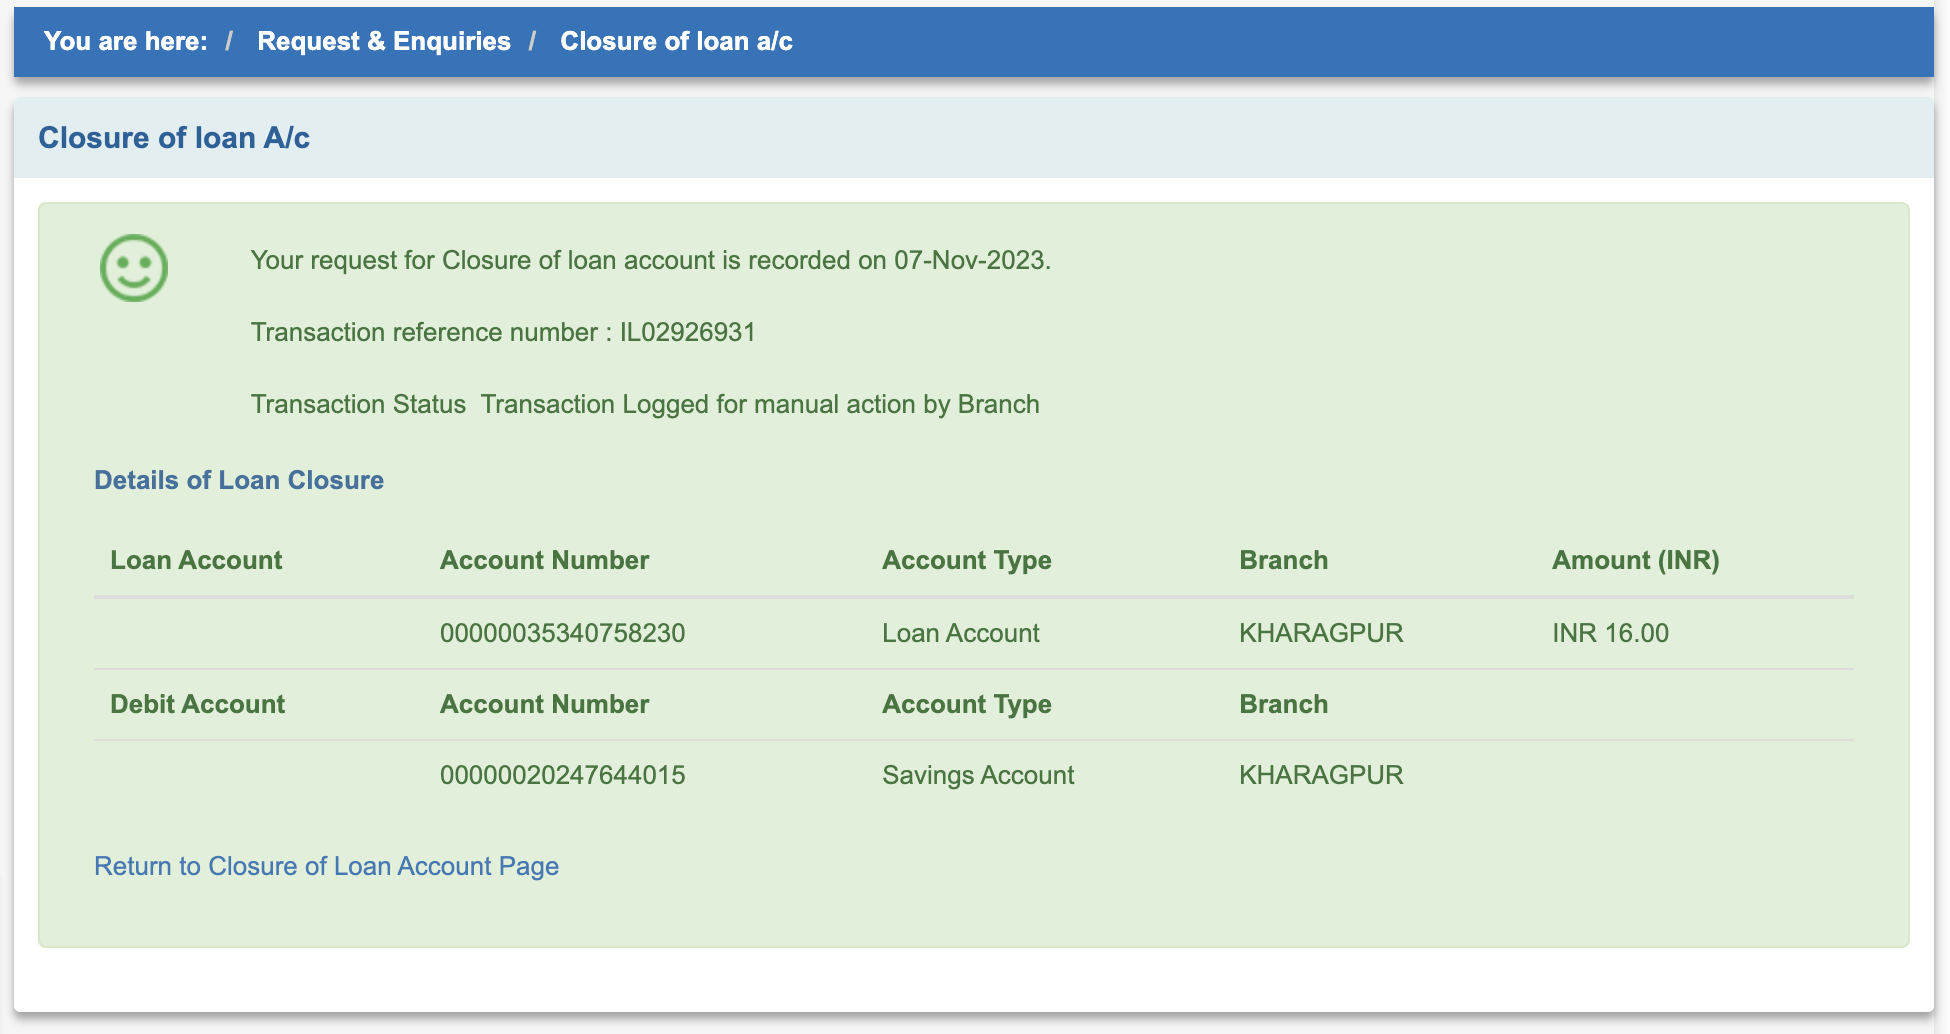 You are here: / Request & Enquiries / Closure of loan a/c
Closure of loan A/c
Your request for Closure of loan account is recorded on 07-Nov-2023.
Transaction reference number : IL02926931
Transaction Status  Transaction Logged for manual action by Branch
Details of Loan Closure
Loan Account Account Number Account Type Branch Amount (INR)
00000035340758230 Loan Account KHARAGPUR INR 16.00
Debit Account Account Number Account Type Branch
00000020247644015 Savings Account KHARAGPUR
Return to Closure of Loan Account Page